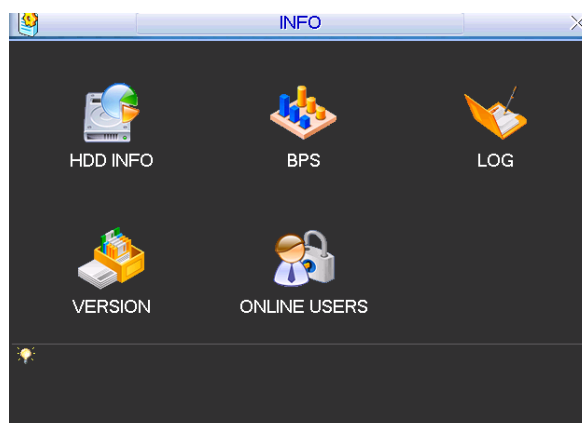 INFO
HDD INFO
BPS
LOG
VERSION
ONLINE USERS